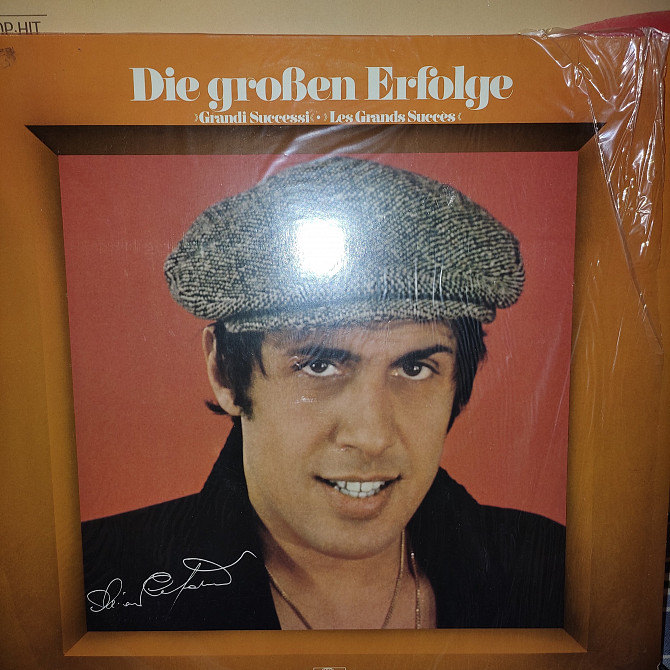 OP·HIT
Die großen Erfolge
›Grandi Successi‹ • ›Les Grands Succès‹